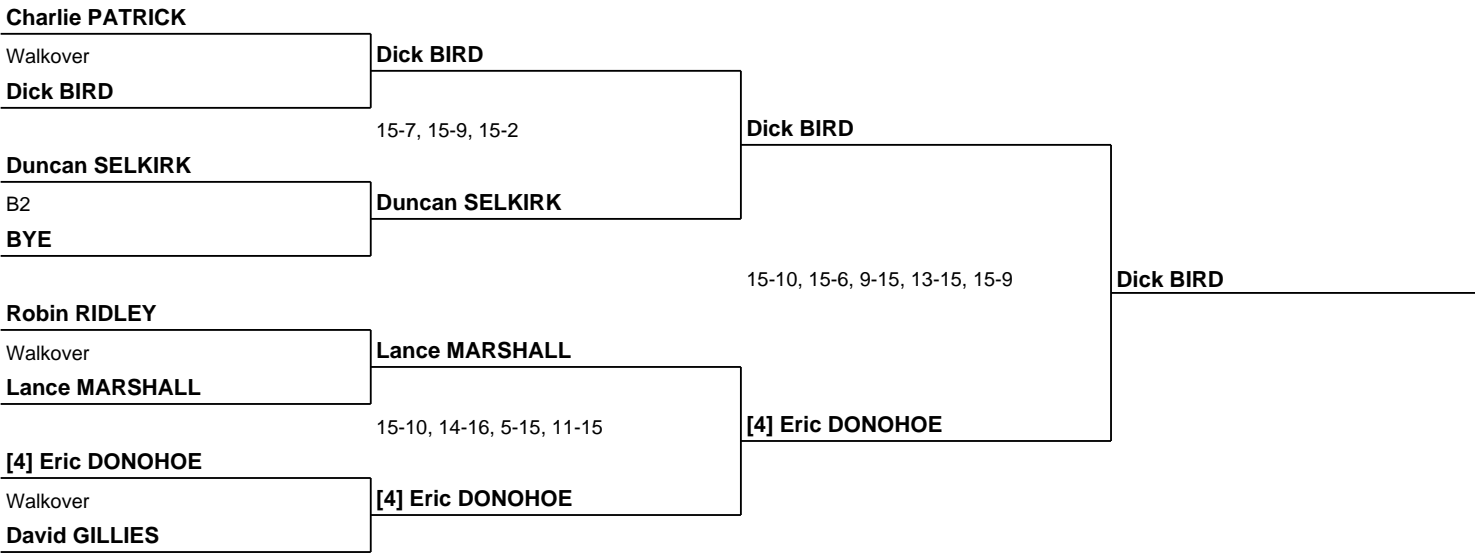 Charlie PATRICK
Walkover
Dick BIRD
Dick BIRD
15-7, 15-9, 15-2
Dick BIRD
Duncan SELKIRK
B2
Duncan SELKIRK
BYE
15-10, 15-6, 9-15, 13-15, 15-9
Dick BIRD
Robin RIDLEY
Walkover
Lance MARSHALL
Lance MARSHALL
15-10, 14-16, 5-15, 11-15
[4] Eric DONOHOE
[4] Eric DONOHOE
Walkover
[4] Eric DONOHOE
David GILLIES